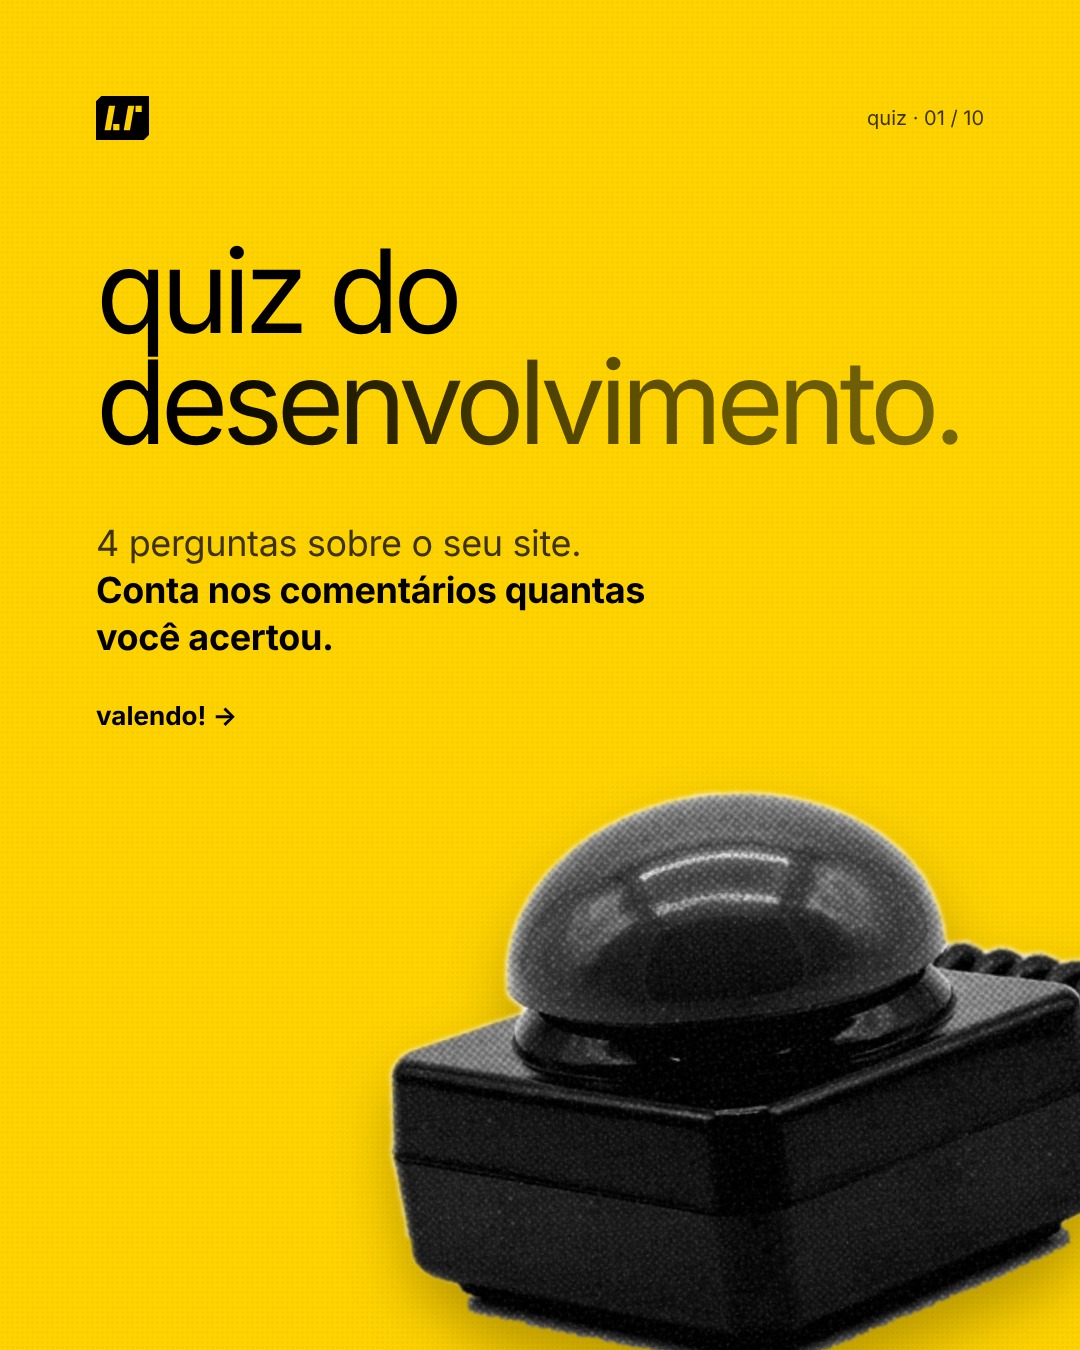 quiz · 01 / 10
quiz do
desenvolvimento.
4 perguntas sobre o seu site.
Conta nos comentários quantas
você acertou.
valendo! →